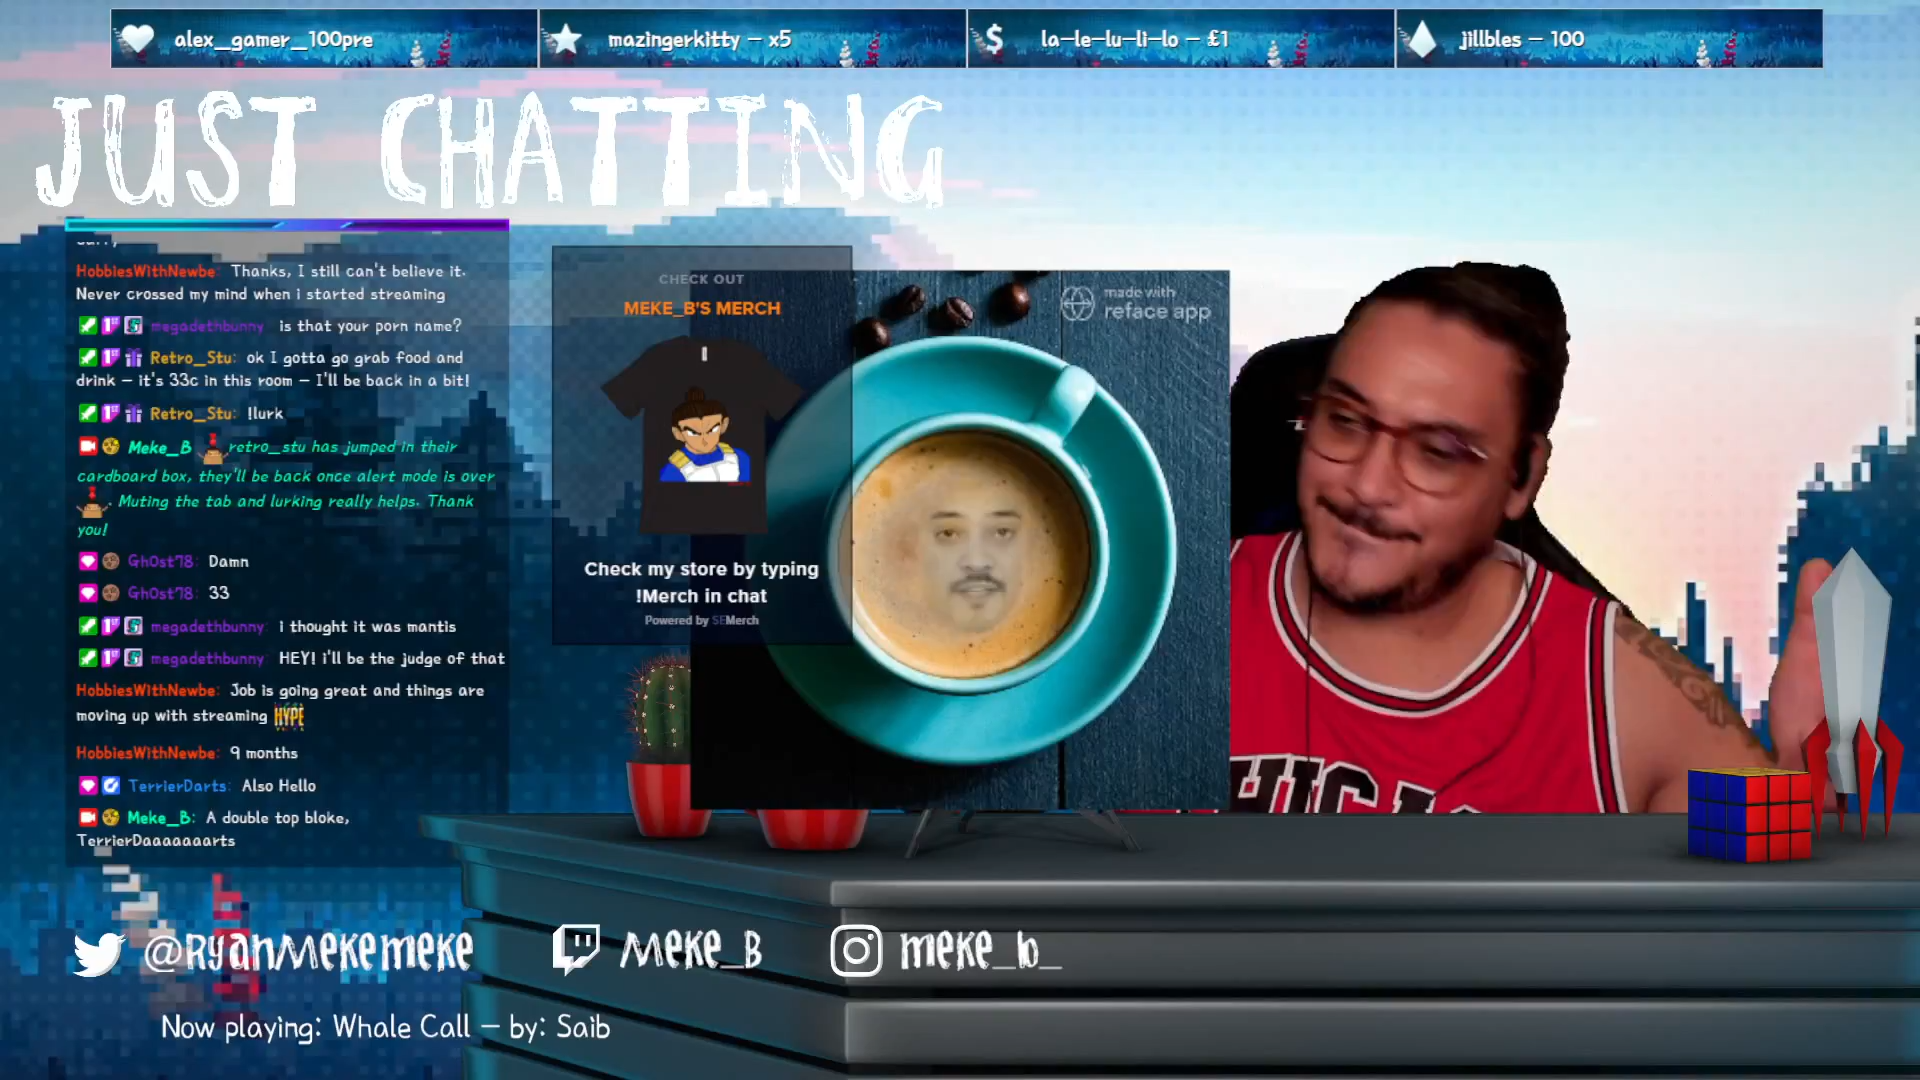 alex_gamer_100pre
mazingerkitty – x5
la-le-lu-li-lo – £1
jillbles – 100
JUST CHATTING
HobbiesWithNewbe: Thanks, I still can't believe it.
Never crossed my mind when i started streaming
megadethbunny: is that your porn name?
Retro_Stu: ok I gotta go grab food and
drink – it's 33c in this room – I'll be back in a bit!
Retro_Stu: !lurk
Meke_B retro_stu has jumped in their
cardboard box, they'll be back once alert mode is over
. Muting the tab and lurking really helps. Thank
you!
Gh0st78: Damn
Gh0st78: 33
megadethbunny: i thought it was mantis
megadethbunny: HEY! i'll be the judge of that
HobbiesWithNewbe: Job is going great and things are
moving up with streaming HYPE
HobbiesWithNewbe: 9 months
TerrierDarts: Also Hello
Meke_B: A double top bloke,
TerrierDaaaaaaarts
CHECK OUT
MEKE_B'S MERCH
Check my store by typing
!Merch in chat
Powered by SEMerch
made with
reface app
@RyanMekeMeke
Meke_B
meke_b_
Now playing: Whale Call – by: Saib